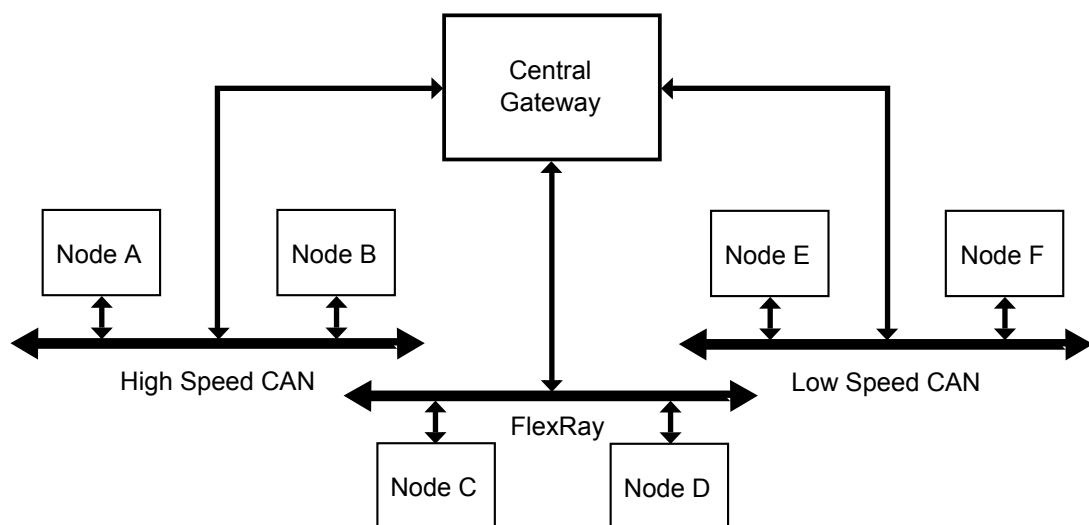 Central
Gateway
Node A
Node B
Node E
Node F
High Speed CAN
Low Speed CAN
FlexRay
Node C
Node D